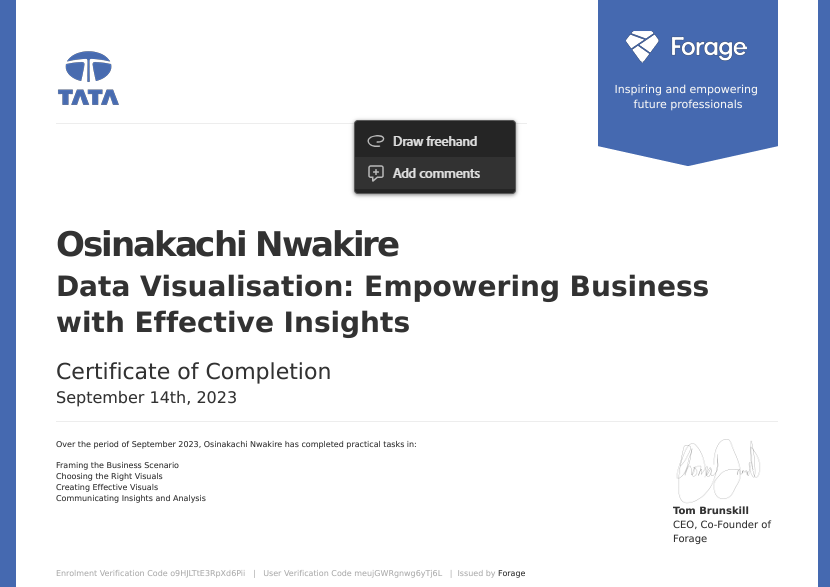 TATA
Forage
Inspiring and empowering
future professionals
Draw freehand
Add comments
Osinakachi Nwakire
Data Visualisation: Empowering Business
with Effective Insights
Certificate of Completion
September 14th, 2023
Over the period of September 2023, Osinakachi Nwakire has completed practical tasks in:
Framing the Business Scenario
Choosing the Right Visuals
Creating Effective Visuals
Communicating Insights and Analysis
Tom Brunskill
CEO, Co-Founder of
Forage
Enrolment Verification Code o9HJLTtE3RpXd6Pii | User Verification Code meujGWRgnwg6yTj6L | Issued by Forage